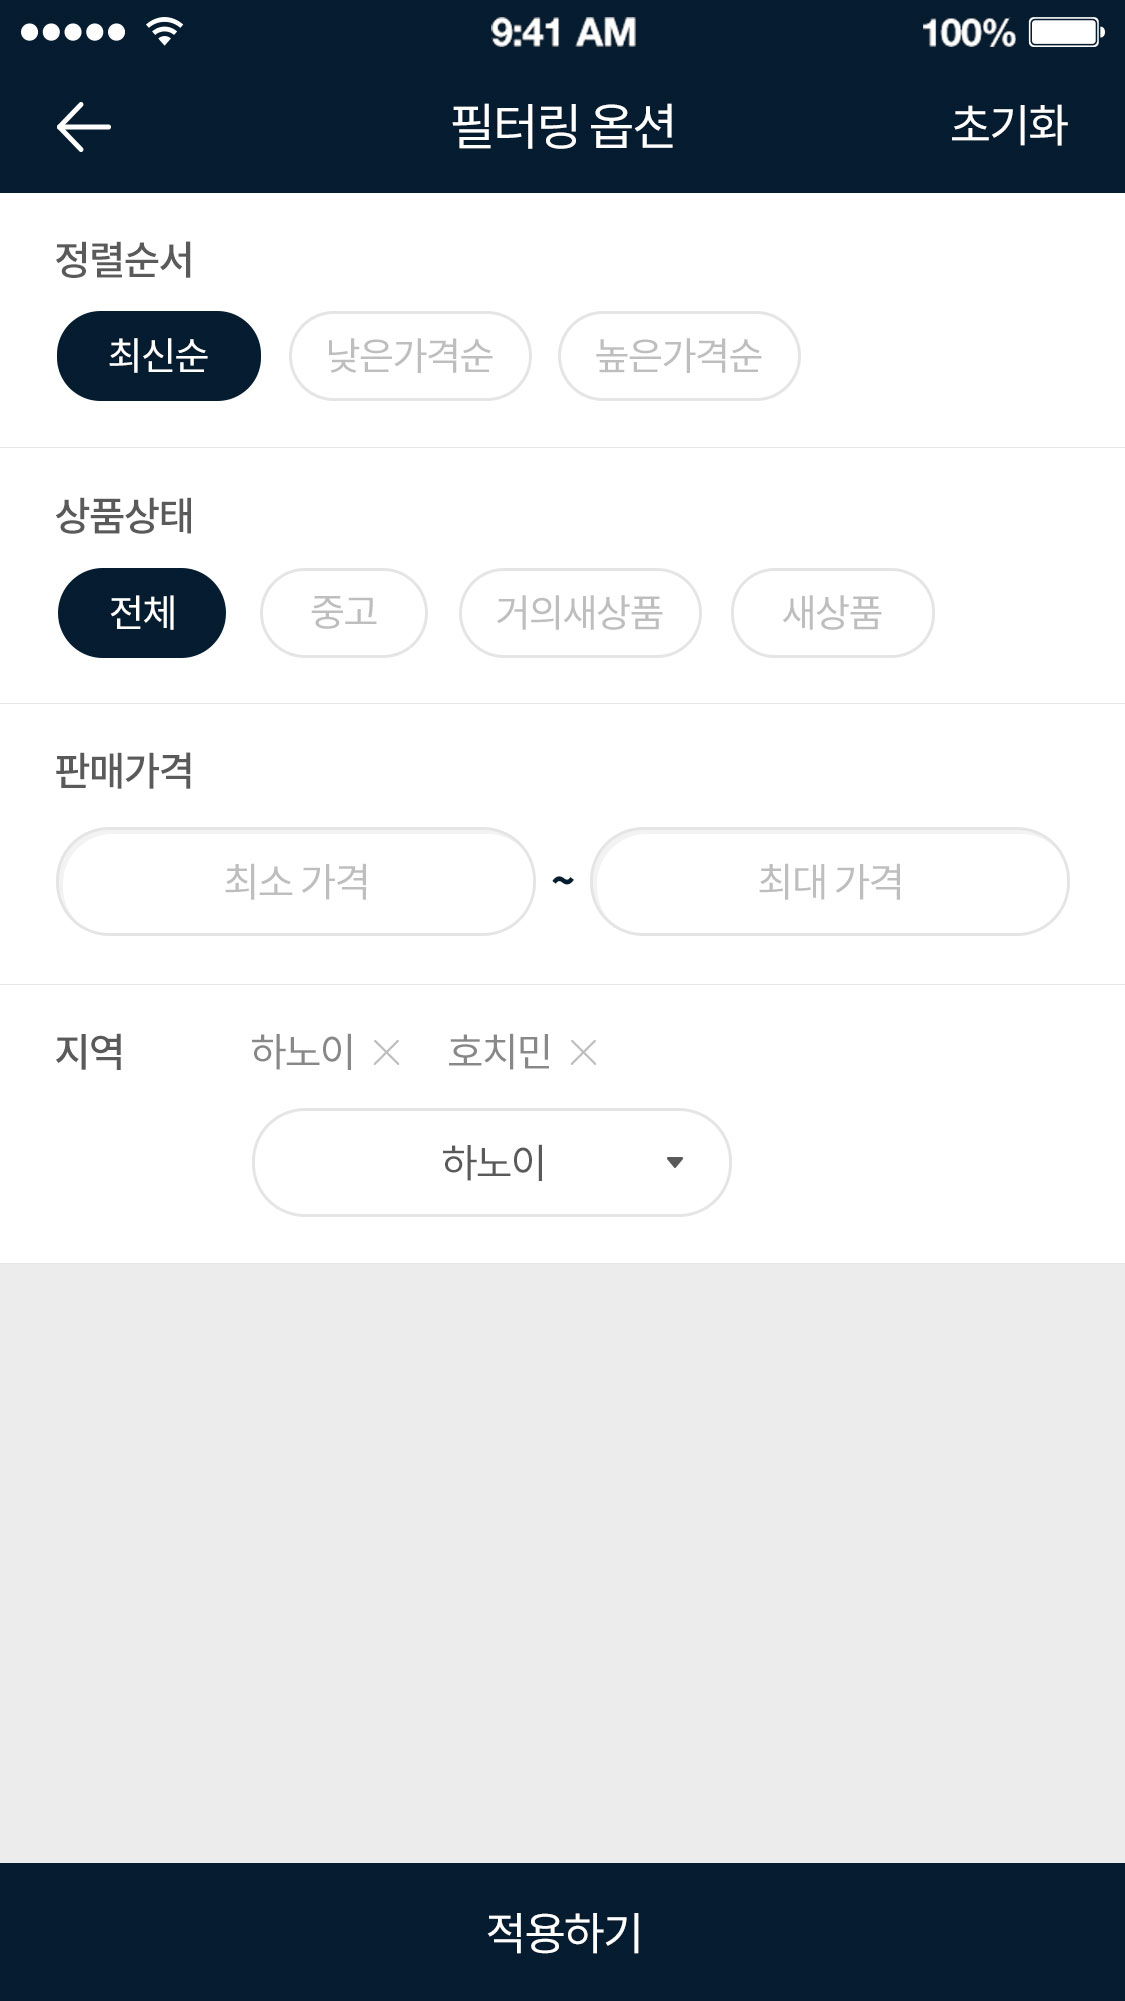 9:41 AM 100%
필터링 옵션 초기화
정렬순서
최신순 낮은가격순 높은가격순
상품상태
전체 중고 거의새상품 새상품
판매가격
최소 가격 ~ 최대 가격
지역 하노이 × 호치민 ×
하노이
적용하기